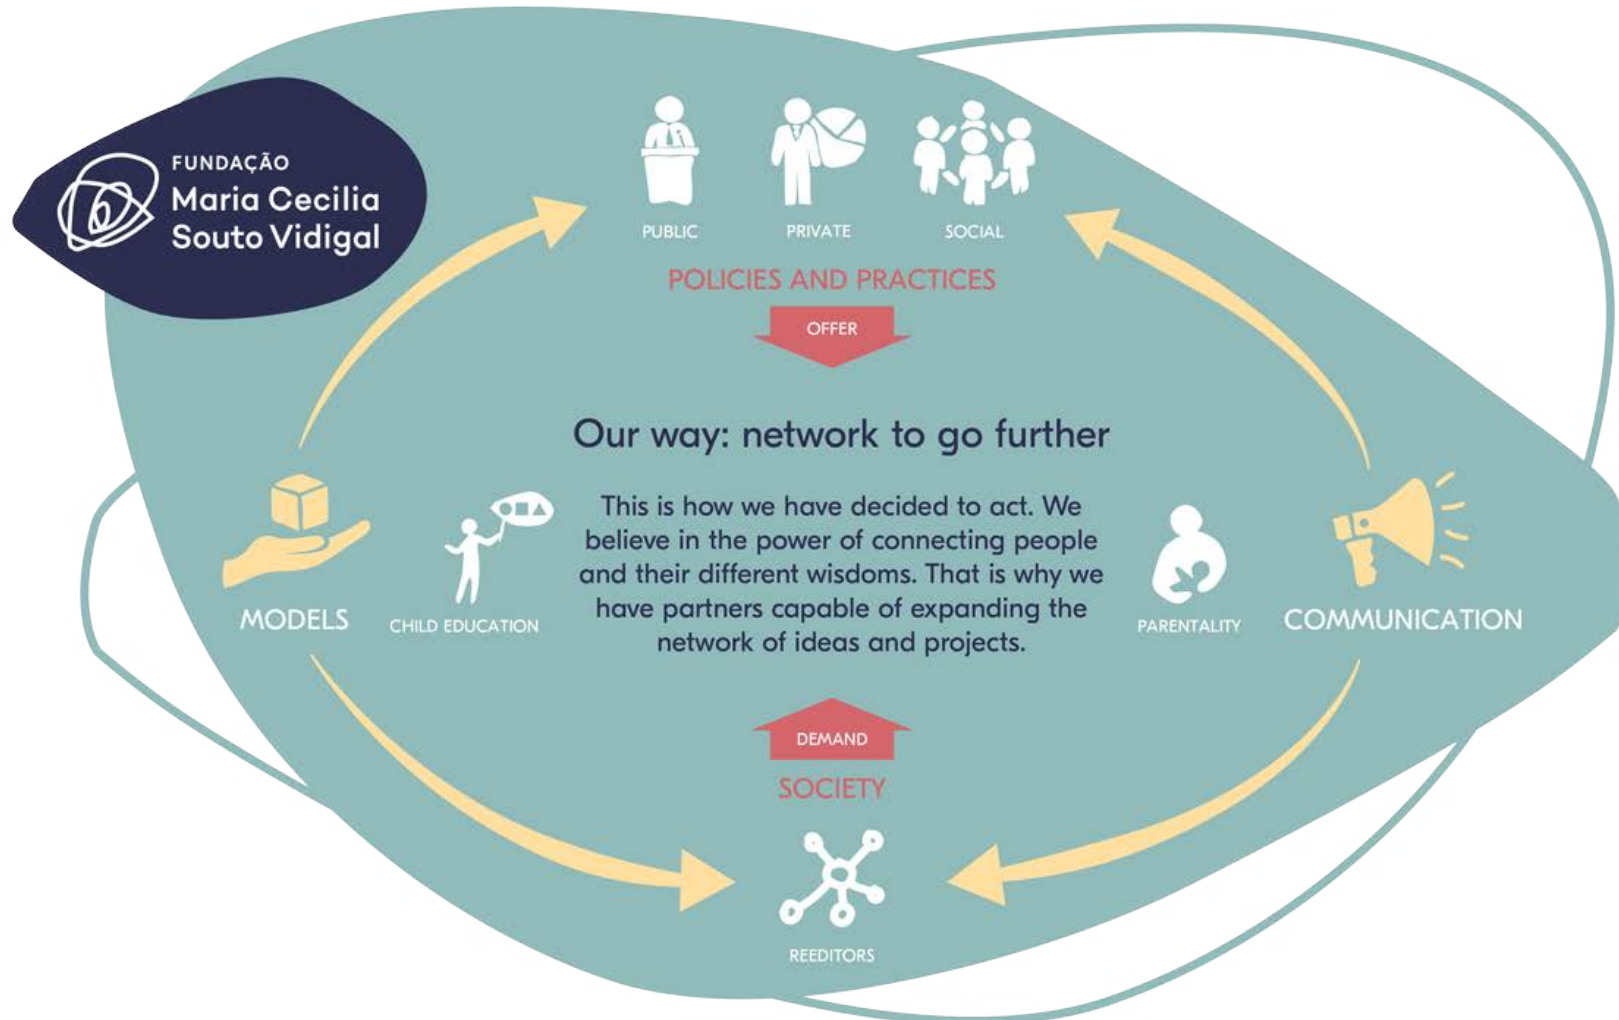 FUNDAÇÃO
Maria Cecilia
Souto Vidigal
PUBLIC
PRIVATE
SOCIAL
POLICIES AND PRACTICES
OFFER
Our way: network to go further
This is how we have decided to act. We
believe in the power of connecting people
and their different wisdoms. That is why we
have partners capable of expanding the
network of ideas and projects.
MODELS
CHILD EDUCATION
PARENTALITY
COMMUNICATION
DEMAND
SOCIETY
REEDITORS